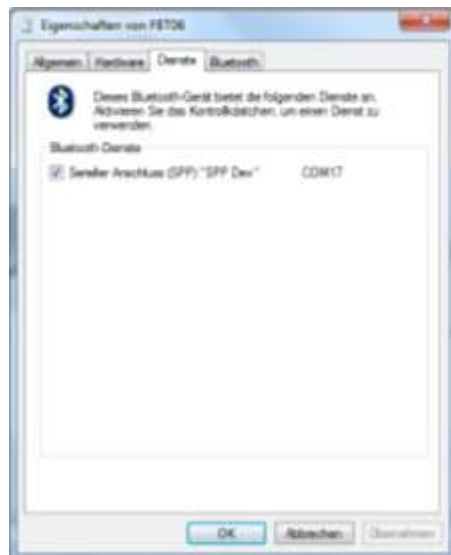 Eigenschaften von FBT06
Allgemein Hardware Dienste Bluetooth
Dieses Bluetooth-Gerät bietet die folgenden Dienste an.
Aktivieren Sie das Kontrollkästchen, um einen Dienst zu
verwenden.
Bluetooth-Dienste
Serieller Anschluss (SPP) "SPP Dev" COM17
OK Abbrechen Übernehmen